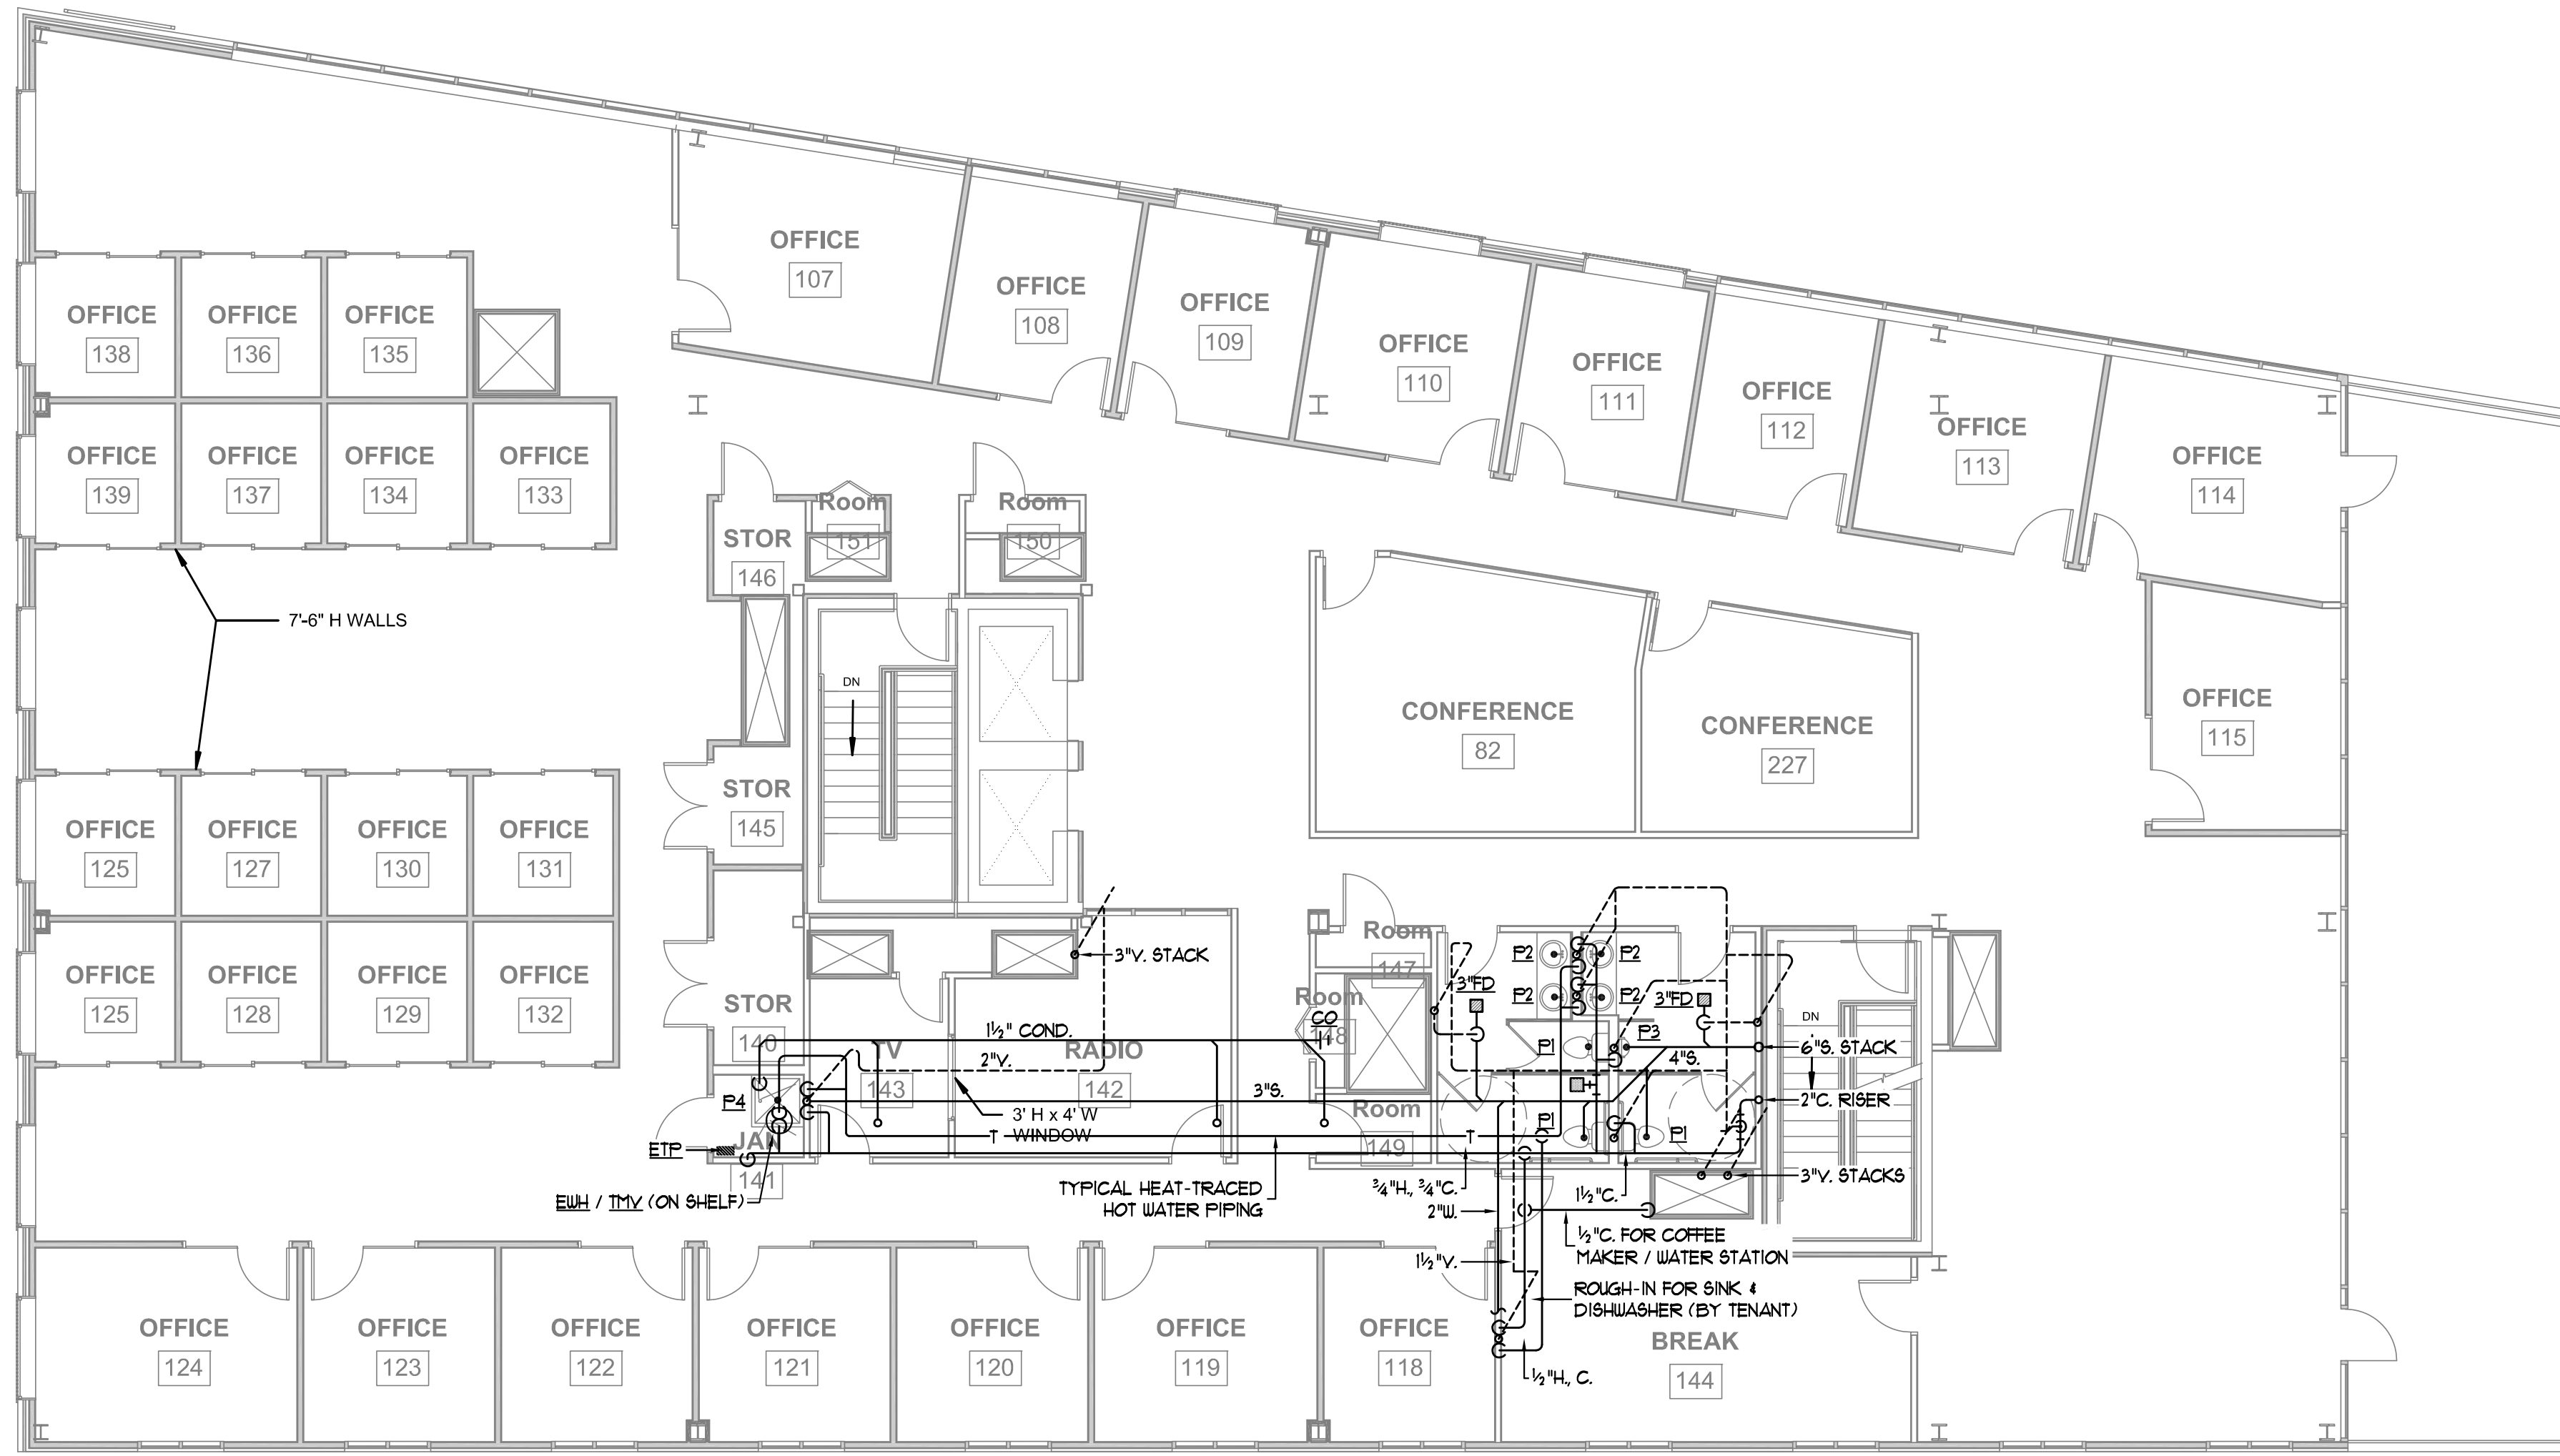 OFFICE
107
OFFICE
108
OFFICE
109
OFFICE
110
OFFICE
111
OFFICE
112
OFFICE
113
OFFICE
114
OFFICE
115
OFFICE
138
OFFICE
136
OFFICE
135
OFFICE
139
OFFICE
137
OFFICE
134
OFFICE
133
7'-6" H WALLS
STOR
146
Room
151
Room
150
DN
STOR
145
CONFERENCE
82
CONFERENCE
227
OFFICE
125
OFFICE
127
OFFICE
130
OFFICE
131
OFFICE
125
OFFICE
128
OFFICE
129
OFFICE
132
STOR
140
3"V. STACK
1½" COND.
2"V.
TV
143
RADIO
142
3"S.
3' H x 4' W
WINDOW
P4
JAN
141
ETP
EWH / TMV (ON SHELF)
TYPICAL HEAT-TRACED
HOT WATER PIPING
T
T
Room
147
Room
148
CO
Room
149
P2
P2
P2
P2
3"FD
3"FD
P3
P1
4"S.
P1
P1
DN
6"S. STACK
2"C. RISER
3"V. STACKS
¾"H., ¾"C.
2"W.
1½"C.
1½"V.
½"C. FOR COFFEE
MAKER / WATER STATION
ROUGH-IN FOR SINK &
DISHWASHER (BY TENANT)
½"H., C.
BREAK
144
OFFICE
124
OFFICE
123
OFFICE
122
OFFICE
121
OFFICE
120
OFFICE
119
OFFICE
118